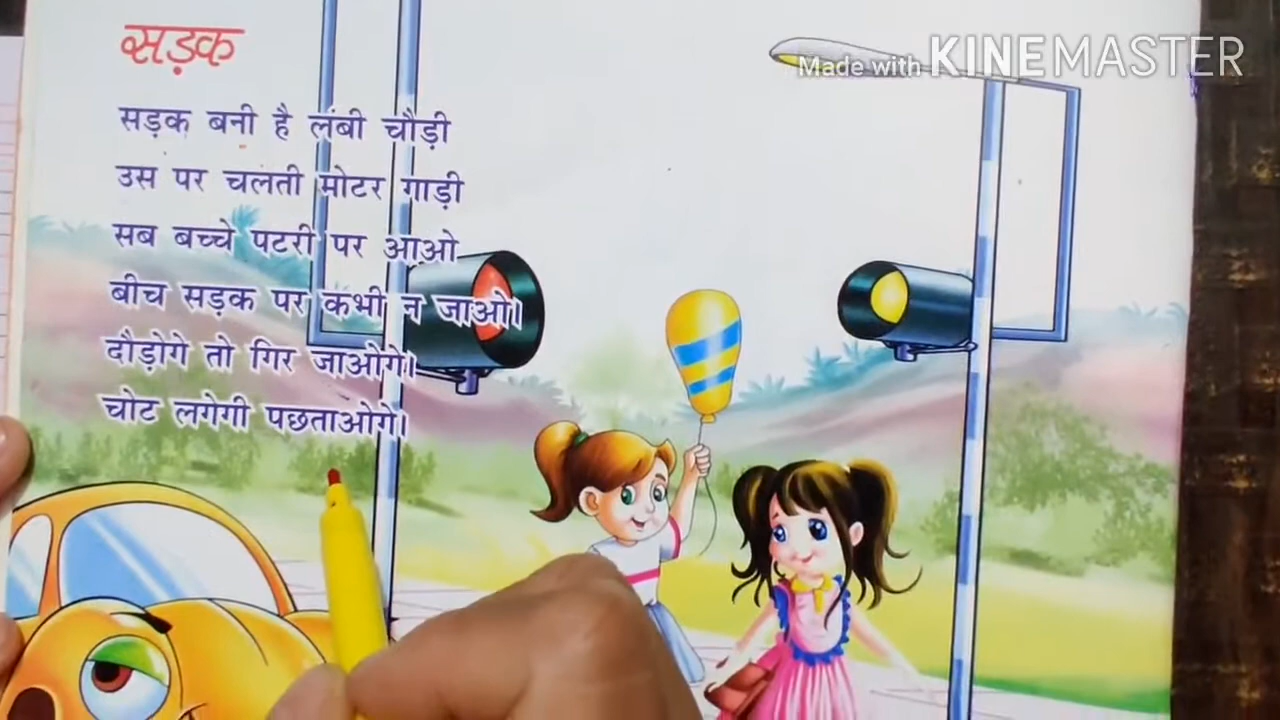 सड़क
Made with KINEMASTER
सड़क बनी है लंबी चौड़ी
उस पर चलती मोटर गाड़ी
सब बच्चे पटरी पर आओ
बीच सड़क पर कभी न जाओ।
दौड़ोगे तो गिर जाओगे।
चोट लगेगी पछताओगे।